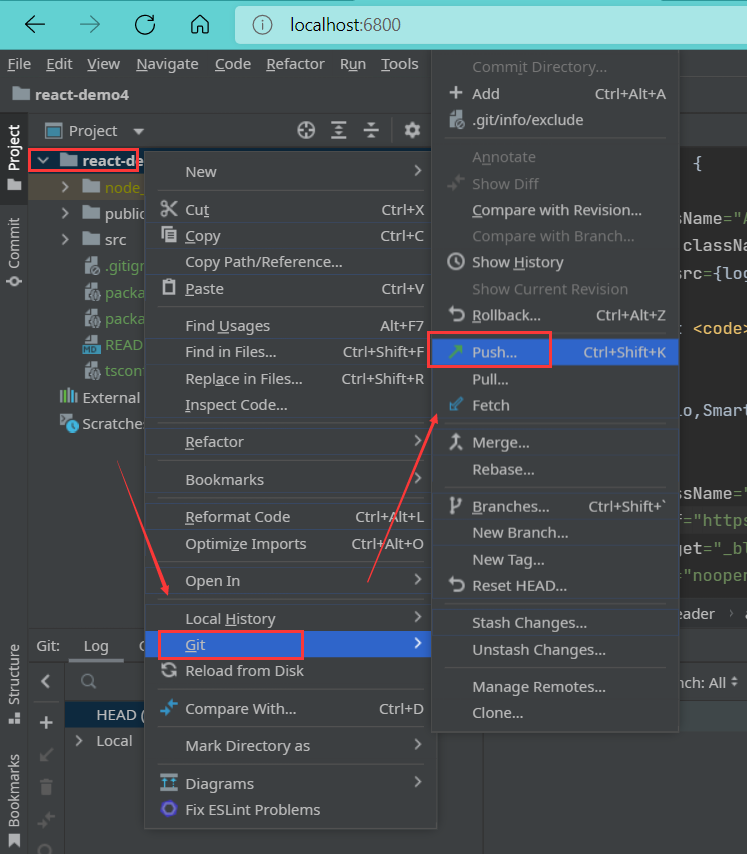 localhost:6800
File Edit View Navigate Code Refactor Run Tools
react-demo4
Project
Project
Commit
Structure
Bookmarks
react-de
node_
public
src
.gitign
packa
packa
READ
tscon
External
Scratches
New
Cut Ctrl+X
Copy Ctrl+C
Copy Path/Reference...
Paste Ctrl+V
Find Usages Alt+F7
Find in Files... Ctrl+Shift+F
Replace in Files... Ctrl+Shift+R
Inspect Code...
Refactor
Bookmarks
Reformat Code Ctrl+Alt+L
Optimize Imports Ctrl+Alt+O
Open In
Local History
Git
Reload from Disk
Compare With... Ctrl+D
Mark Directory as
Diagrams
Fix ESLint Problems
Commit Directory...
Add Ctrl+Alt+A
.git/info/exclude
Annotate
Show Diff
Compare with Revision...
Compare with Branch...
Show History
Show Current Revision
Rollback... Ctrl+Alt+Z
Push... Ctrl+Shift+K
Pull...
Fetch
Merge...
Rebase...
Branches... Ctrl+Shift+`
New Branch...
New Tag...
Reset HEAD...
Stash Changes...
Unstash Changes...
Manage Remotes...
Clone...
{
sName="A
classNa
src={log
t <code>
lo,Smar
ssName="
f="https
get="_bl
="noopen
eader
Git: Log
nch: All
HEAD (
Local